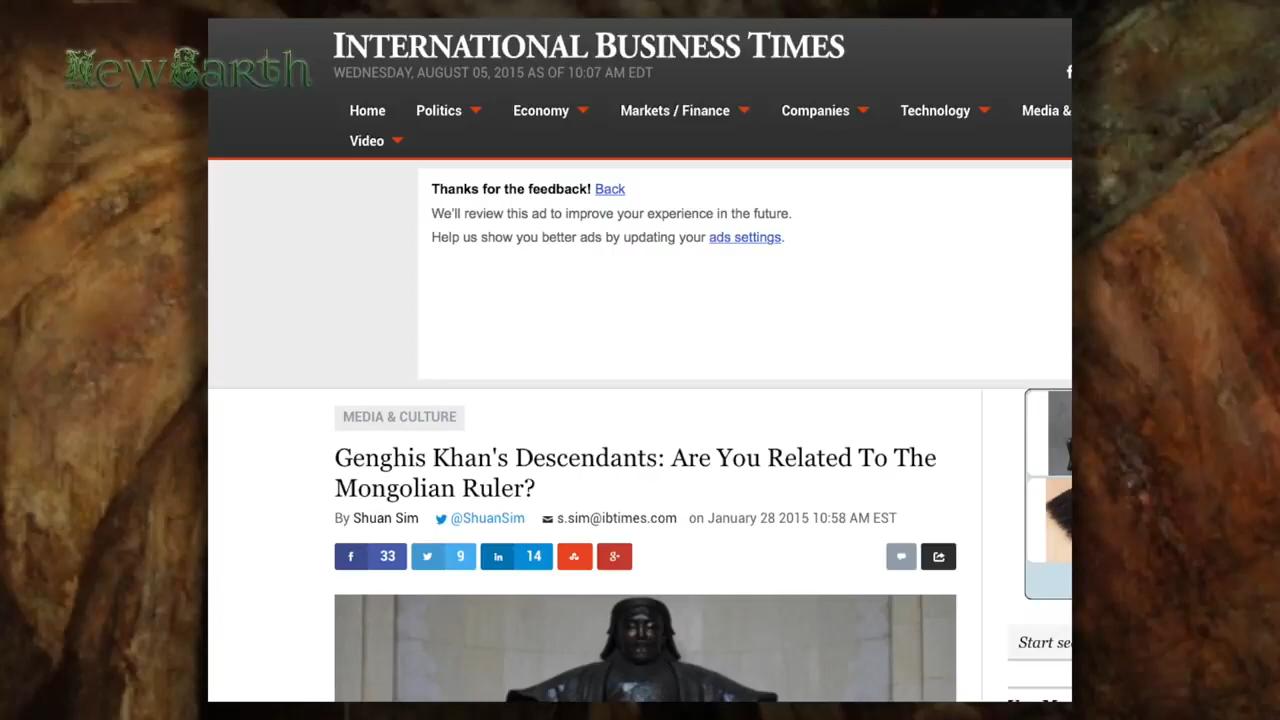 NewEarth
INTERNATIONAL BUSINESS TIMES
WEDNESDAY, AUGUST 05, 2015 AS OF 10:07 AM EDT
Home Politics Economy Markets / Finance Companies Technology Media &
Video
Thanks for the feedback! Back
We'll review this ad to improve your experience in the future.
Help us show you better ads by updating your ads settings.
MEDIA & CULTURE
Genghis Khan's Descendants: Are You Related To The
Mongolian Ruler?
By Shuan Sim @ShuanSim s.sim@ibtimes.com on January 28 2015 10:58 AM EST
f 33 9 in 14 g+
Start se